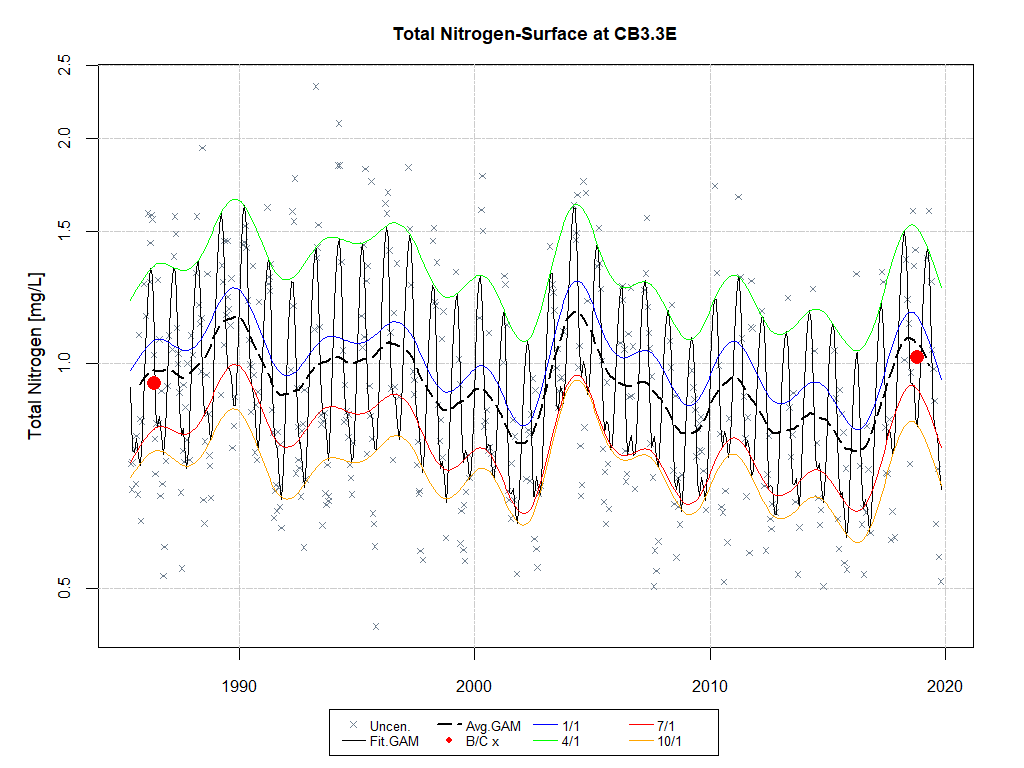 Total Nitrogen-Surface at CB3.3E
Total Nitrogen [mg/L]
2.5
2.0
1.5
1.0
0.5
1990 2000 2010 2020
Uncen. Avg.GAM 1/1 7/1
Fit.GAM B/C x 4/1 10/1